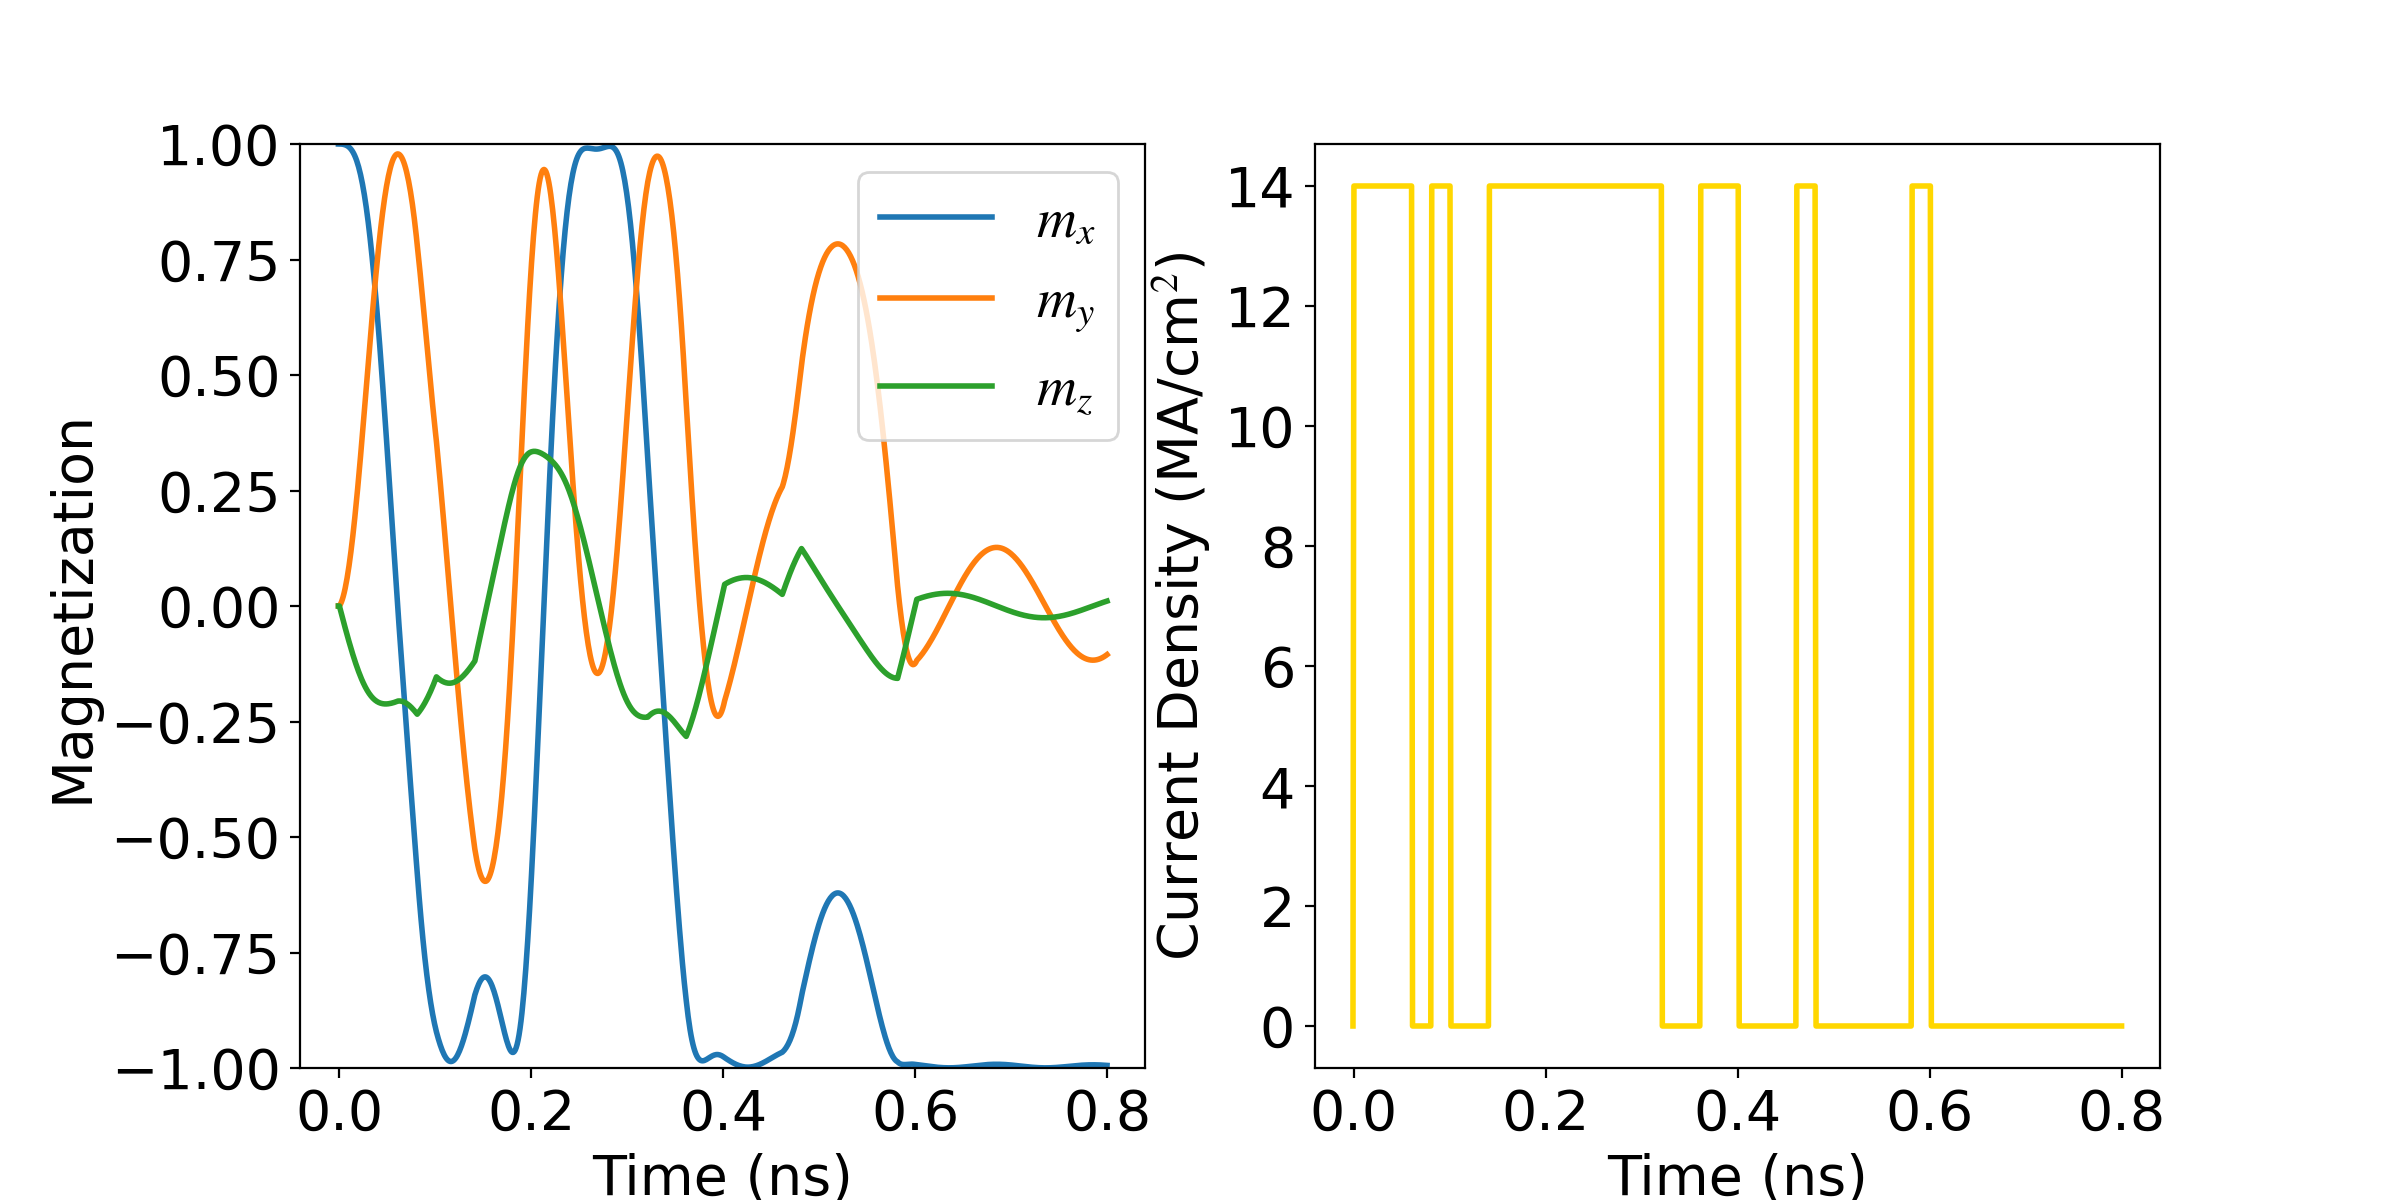 Magnetization
1.00
0.75
0.50
0.25
0.00
−0.25
−0.50
−0.75
−1.00
0.0 0.2 0.4 0.6 0.8
Time (ns)
m_x
m_y
m_z
Current Density (MA/cm²)
14
12
10
8
6
4
2
0
0.0 0.2 0.4 0.6 0.8
Time (ns)